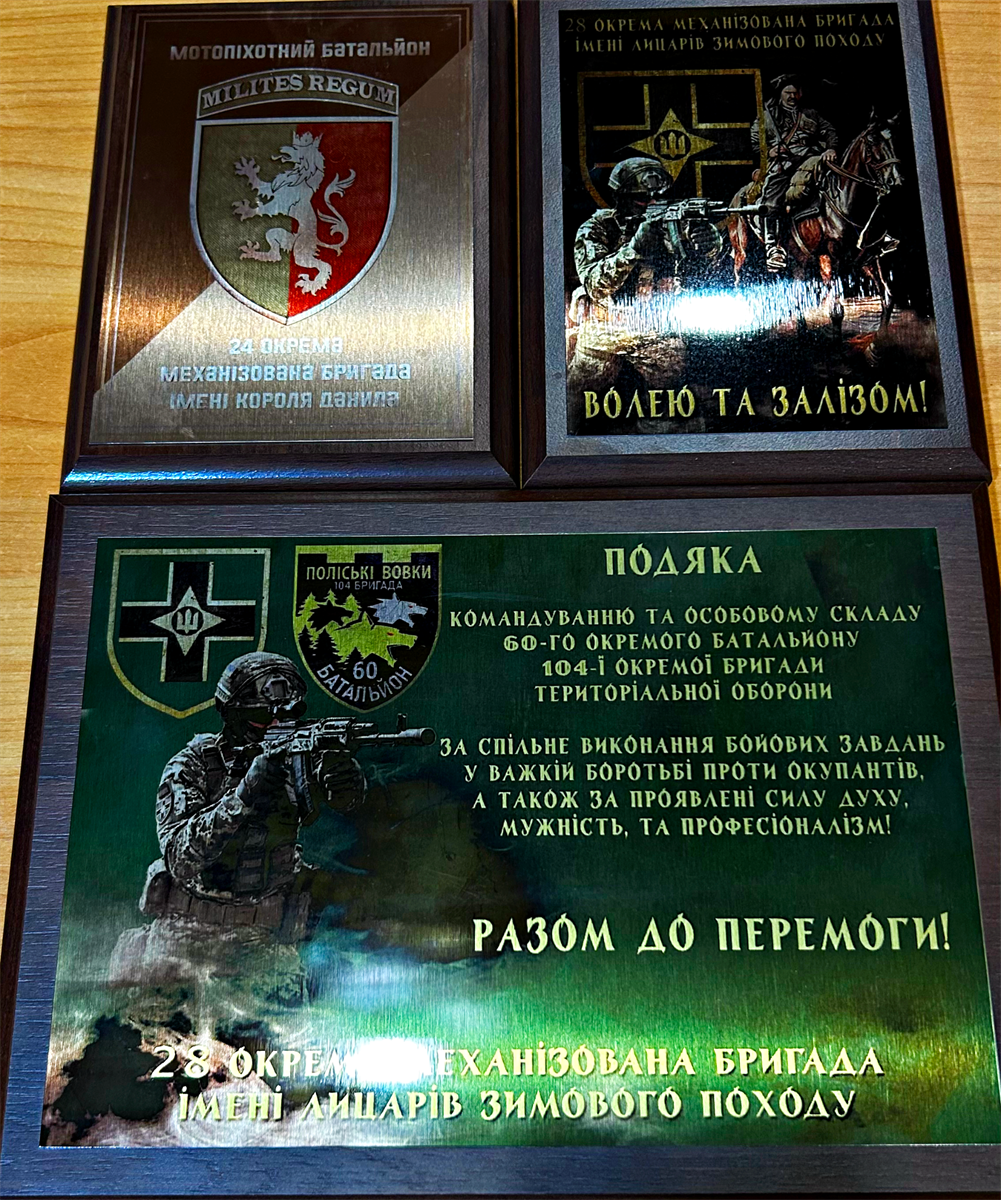 МОТОПІХОТНИЙ БАТАЛЬЙОН
MILITES REGUM
24 ОКРЕМА
МЕХАНІЗОВАНА БРИГАДА
ІМЕНІ КОРОЛЯ ДАНИЛА
28 ОКРЕМА МЕХАНІЗОВАНА БРИГАДА
ІМЕНІ ЛИЦАРІВ ЗИМОВОГО ПОХОДУ
ВОЛЕЮ ТА ЗАЛІЗОМ!
ПОЛІСЬКІ ВОВКИ
104 БРИГАДА
60
БАТАЛЬЙОН
ПОДЯКА
КОМАНДУВАННЮ ТА ОСОБОВОМУ СКЛАДУ
60-ГО ОКРЕМОГО БАТАЛЬЙОНУ
104-Ї ОКРЕМОЇ БРИГАДИ
ТЕРИТОРІАЛЬНОЇ ОБОРОНИ
ЗА СПІЛЬНЕ ВИКОНАННЯ БОЙОВИХ ЗАВДАНЬ
У ВАЖКІЙ БОРОТЬБІ ПРОТИ ОКУПАНТІВ,
А ТАКОЖ ЗА ПРОЯВЛЕНІ СИЛУ ДУХУ,
МУЖНІСТЬ, ТА ПРОФЕСІОНАЛІЗМ!
РАЗОМ ДО ПЕРЕМОГИ!
28 ОКРЕМА МЕХАНІЗОВАНА БРИГАДА
ІМЕНІ ЛИЦАРІВ ЗИМОВОГО ПОХОДУ